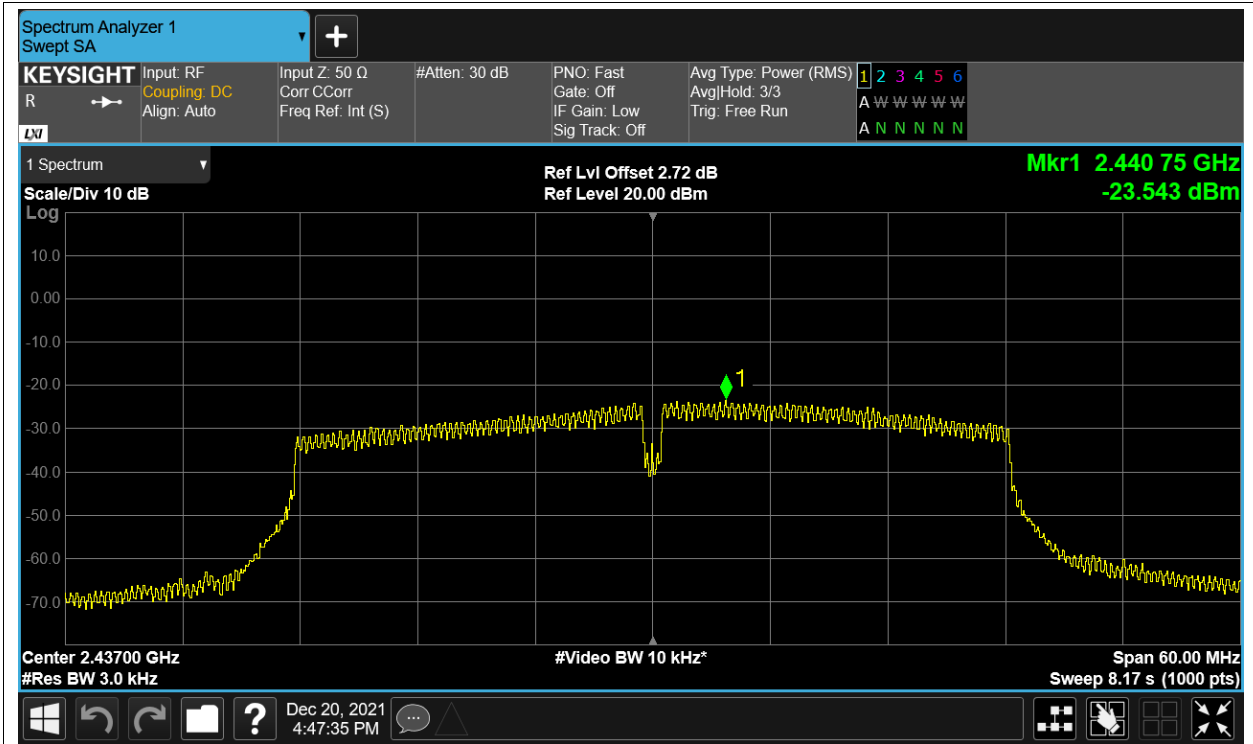 Spectrum Analyzer 1
Swept SA
KEYSIGHT
R
LXI
Input: RF
Coupling: DC
Align: Auto
Input Z: 50 Ω
Corr CCorr
Freq Ref: Int (S)
#Atten: 30 dB
PNO: Fast
Gate: Off
IF Gain: Low
Sig Track: Off
Avg Type: Power (RMS)
Avg|Hold: 3/3
Trig: Free Run
1 2 3 4 5 6
A W W W W W
A N N N N N
1 Spectrum
Scale/Div 10 dB
Log
Ref Lvl Offset 2.72 dB
Ref Level 20.00 dBm
Mkr1 2.440 75 GHz
-23.543 dBm
10.0
0.00
-10.0
-20.0
-30.0
-40.0
-50.0
-60.0
-70.0
1
Center 2.43700 GHz
#Res BW 3.0 kHz
#Video BW 10 kHz*
Span 60.00 MHz
Sweep 8.17 s (1000 pts)
?
Dec 20, 2021
4:47:35 PM